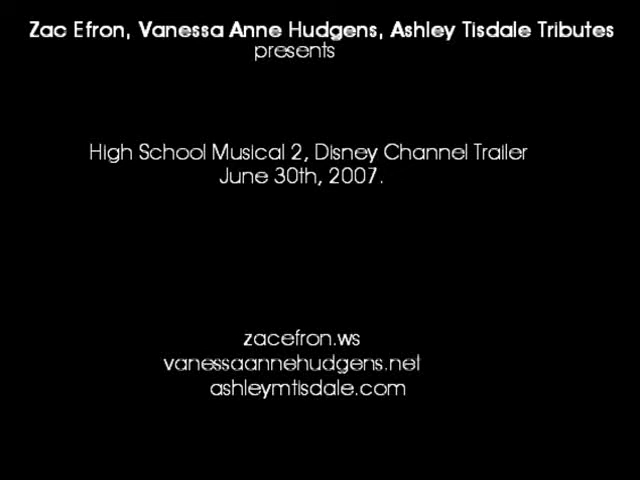 Zac Efron, Vanessa Anne Hudgens, Ashley Tisdale Tributes
presents
High School Musical 2, Disney Channel Trailer
June 30th, 2007.
zacefron.ws
vanessaannehudgens.net
ashleymtisdale.com